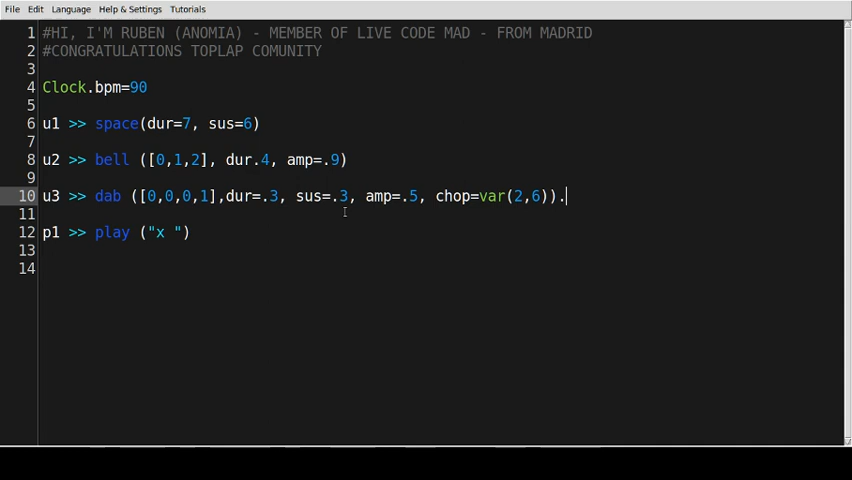 File Edit Language Help & Settings Tutorials
1 #HI, I'M RUBEN (ANOMIA) - MEMBER OF LIVE CODE MAD - FROM MADRID
2 #CONGRATULATIONS TOPLAP COMUNITY
3
4 Clock.bpm=90
5
6 u1 >> space(dur=7, sus=6)
7
8 u2 >> bell ([0,1,2], dur.4, amp=.9)
9
10 u3 >> dab ([0,0,0,1],dur=.3, sus=.3, amp=.5, chop=var(2,6)).
11
12 p1 >> play ("x ")
13
14